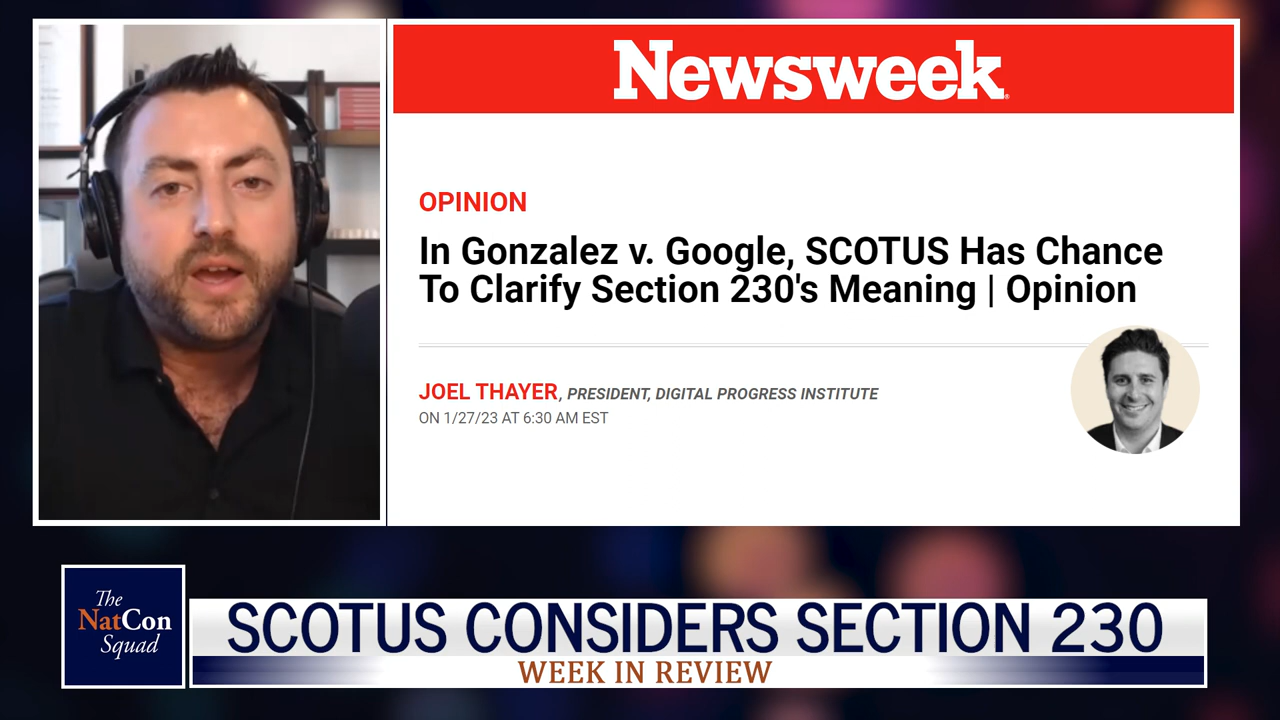 Newsweek
OPINION
In Gonzalez v. Google, SCOTUS Has Chance
To Clarify Section 230's Meaning | Opinion
JOEL THAYER, PRESIDENT, DIGITAL PROGRESS INSTITUTE
ON 1/27/23 AT 6:30 AM EST
The
NatCon
Squad
SCOTUS CONSIDERS SECTION 230
WEEK IN REVIEW